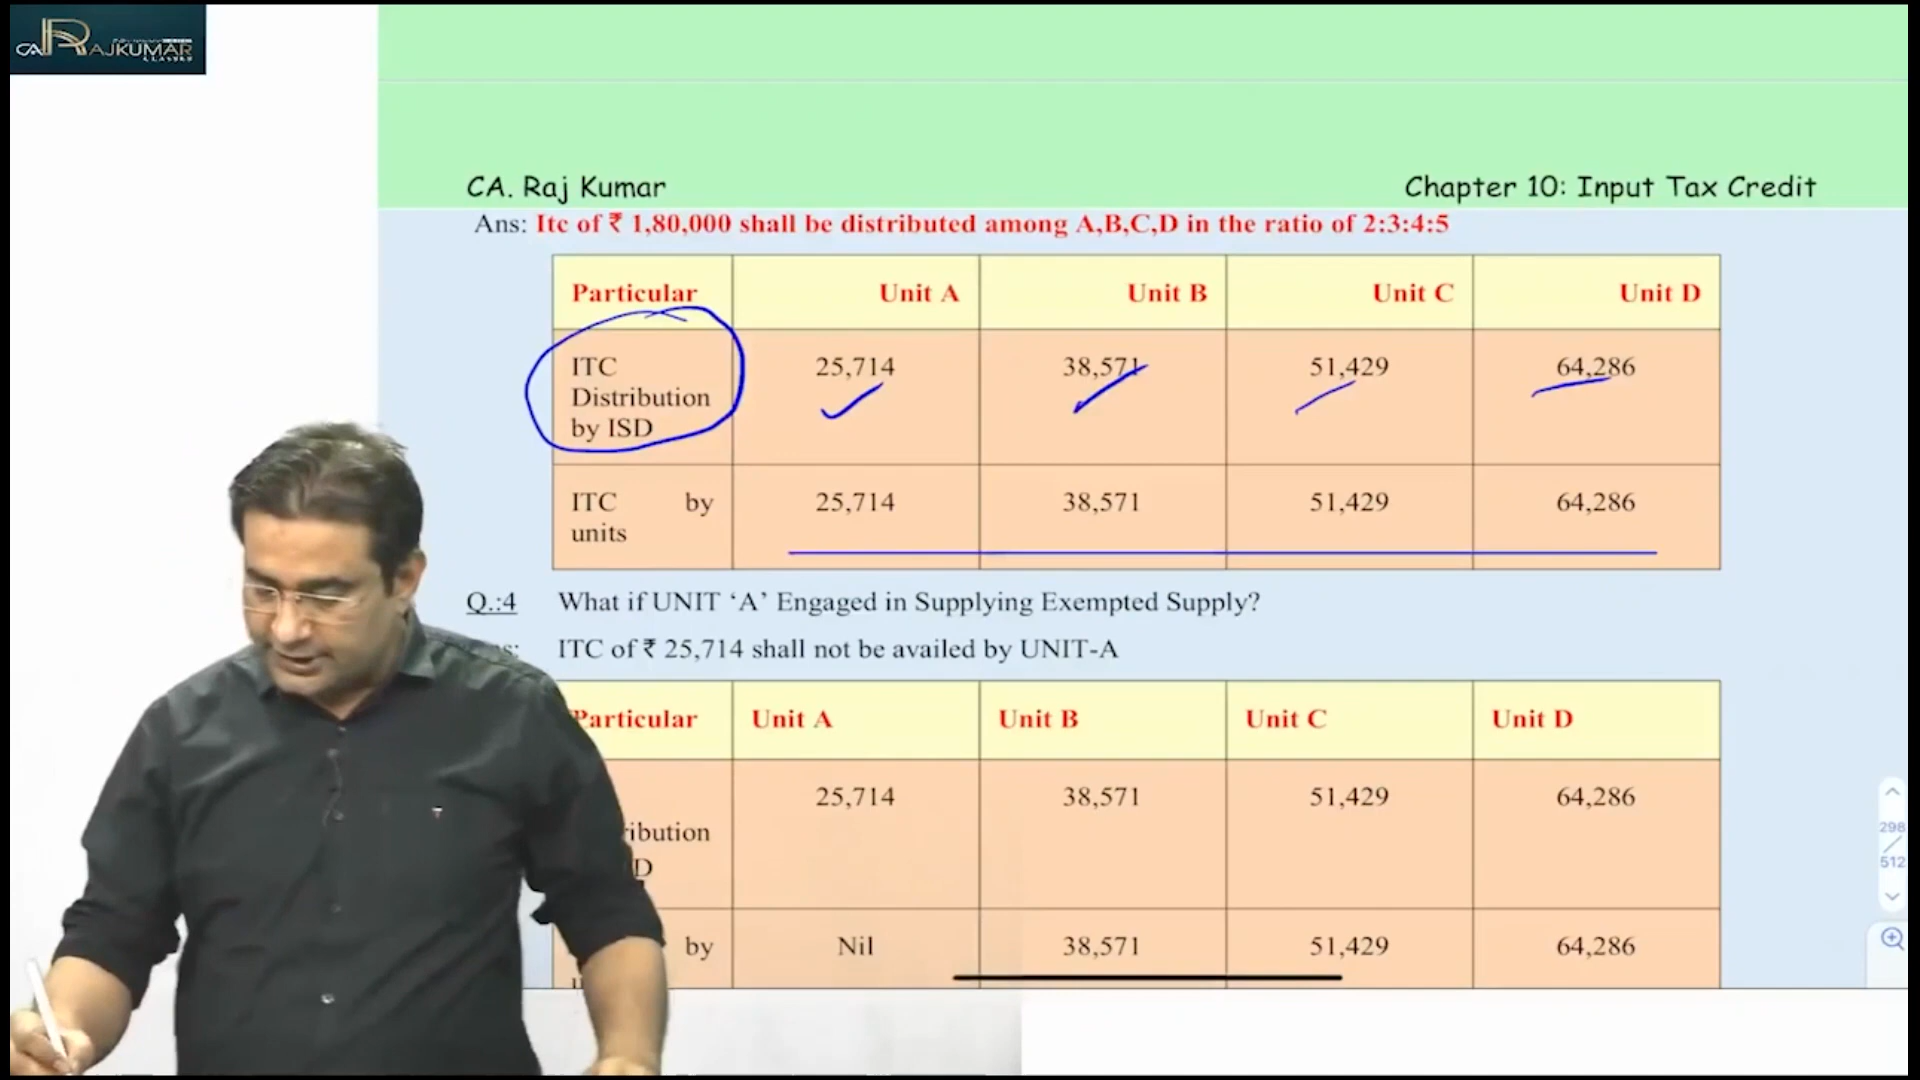 CA RAJKUMAR
CLASSES
CA. Raj Kumar Chapter 10: Input Tax Credit
Ans: Itc of ₹ 1,80,000 shall be distributed among A,B,C,D in the ratio of 2:3:4:5
Particular Unit A Unit B Unit C Unit D
ITC 25,714 38,571 51,429 64,286
Distribution
by ISD
ITC by 25,714 38,571 51,429 64,286
units
Q.:4 What if UNIT ‘A’ Engaged in Supplying Exempted Supply?
ITC of ₹ 25,714 shall not be availed by UNIT-A
Particular Unit A Unit B Unit C Unit D
25,714 38,571 51,429 64,286
ribution
D
by Nil 38,571 51,429 64,286
298
512